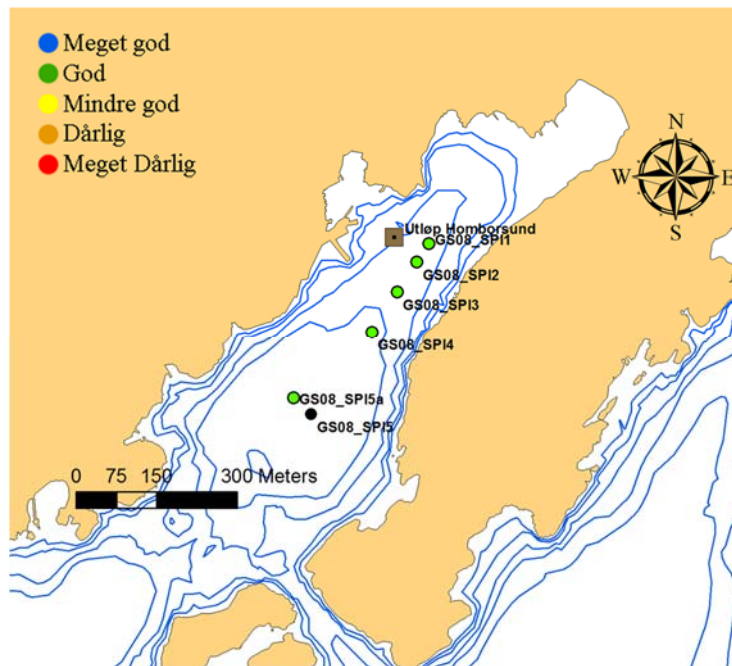 Meget god
God
Mindre god
Dårlig
Meget Dårlig
N
W E
S
Utløp Homborsund
GS08_SPI1
GS08_SPI2
GS08_SPI3
GS08_SPI4
GS08_SPI5a
GS08_SPI5
0 75 150 300 Meters